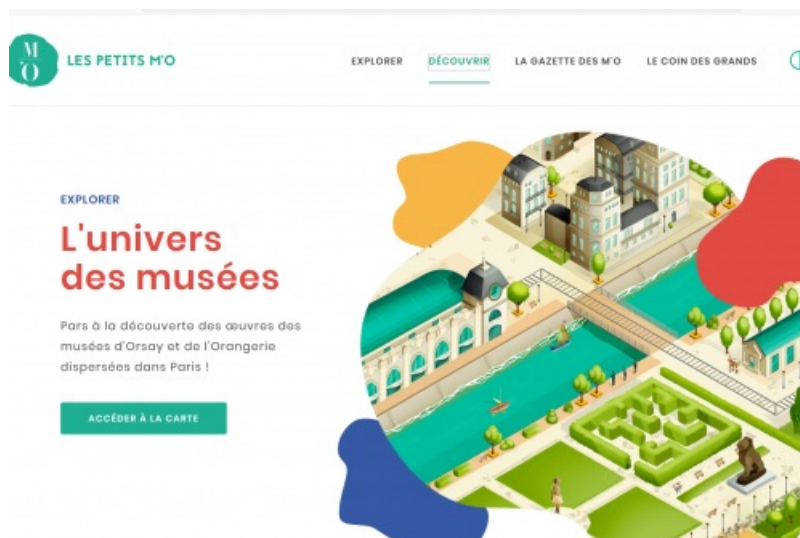 M
'O
LES PETITS M'O
EXPLORER
DÉCOUVRIR
LA GAZETTE DES M'O
LE COIN DES GRANDS
EXPLORER
L'univers
des musées
Pars à la découverte des œuvres des
musées d'Orsay et de l'Orangerie
dispersées dans Paris !
ACCÉDER À LA CARTE